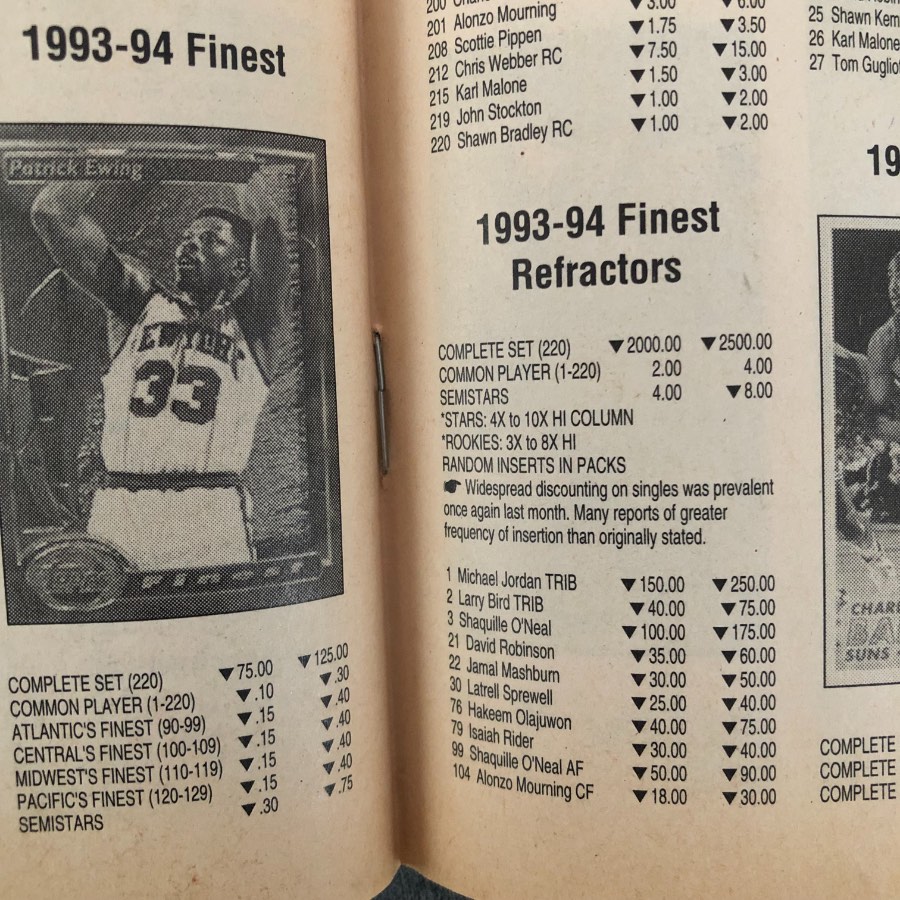 1993-94 Finest
Patrick Ewing
NEW YORK
33
Finest
COMPLETE SET (220) ▼75.00 ▼125.00
COMMON PLAYER (1-220) ▼.10 ▼.30
ATLANTIC'S FINEST (90-99) ▼.15 ▼.40
CENTRAL'S FINEST (100-109) ▼.15 ▼.40
MIDWEST'S FINEST (110-119) ▼.15 ▼.40
PACIFIC'S FINEST (120-129) ▼.15 ▼.40
SEMISTARS ▼.30 ▼.75
200
201 Alonzo Mourning ▼3.00 ▼6.00
208 Scottie Pippen ▼1.75 ▼3.50
212 Chris Webber RC ▼7.50 ▼15.00
215 Karl Malone ▼1.50 ▼3.00
219 John Stockton ▼1.00 ▼2.00
220 Shawn Bradley RC ▼1.00 ▼2.00
1993-94 Finest
Refractors
COMPLETE SET (220) ▼2000.00 ▼2500.00
COMMON PLAYER (1-220) 2.00 4.00
SEMISTARS 4.00 ▼8.00
*STARS: 4X to 10X HI COLUMN
*ROOKIES: 3X to 8X HI
RANDOM INSERTS IN PACKS
☛ Widespread discounting on singles was prevalent
once again last month. Many reports of greater
frequency of insertion than originally stated.
1 Michael Jordan TRIB ▼150.00 ▼250.00
2 Larry Bird TRIB ▼40.00 ▼75.00
3 Shaquille O'Neal ▼100.00 ▼175.00
21 David Robinson ▼35.00 ▼60.00
22 Jamal Mashburn ▼30.00 ▼50.00
30 Latrell Sprewell ▼25.00 ▼40.00
76 Hakeem Olajuwon ▼40.00 ▼75.00
79 Isaiah Rider ▼30.00 ▼40.00
99 Shaquille O'Neal AF ▼50.00 ▼90.00
104 Alonzo Mourning CF ▼18.00 ▼30.00
25 Shawn Kem
26 Karl Malone
27 Tom Gugliot
19
CHAR
BA
SUNS
COMPLETE
COMPLETE
COMPLETE